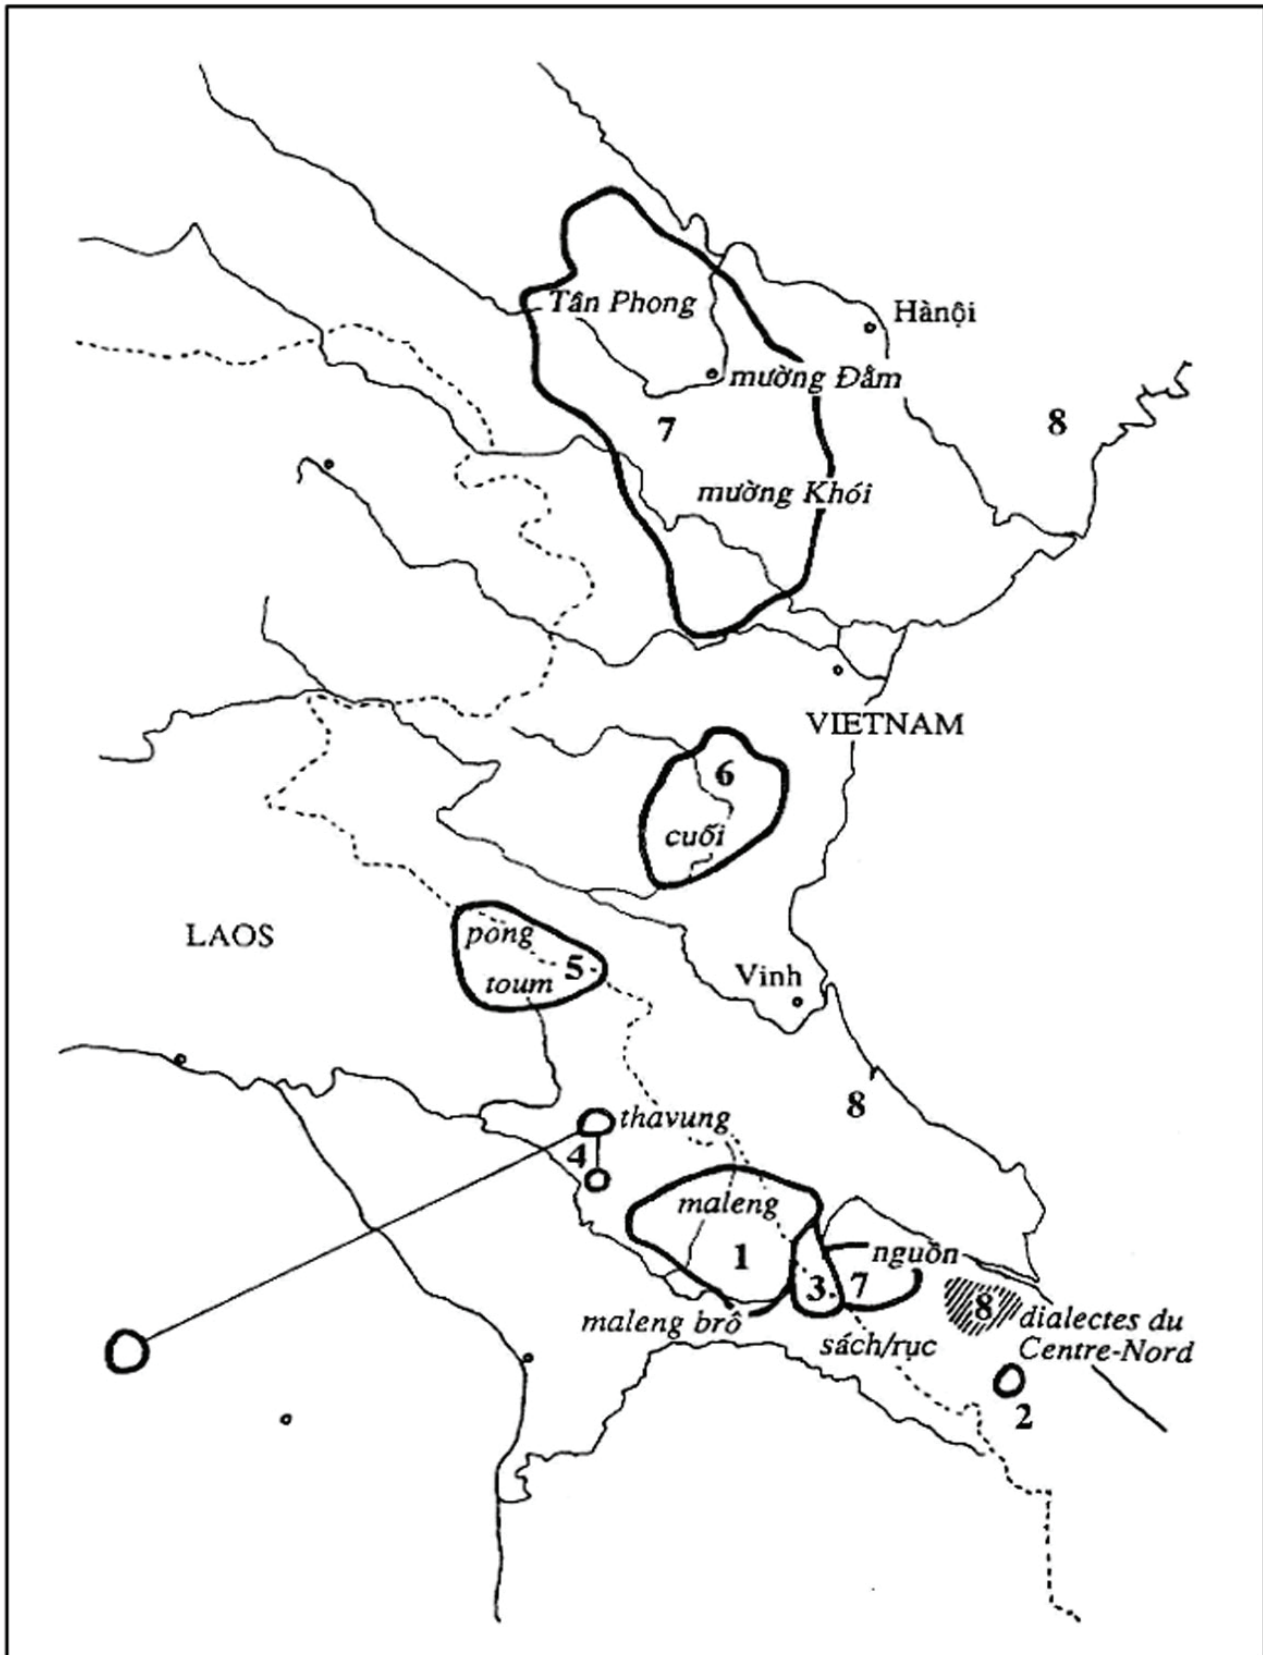 Tân Phong
Hànội
mường Đằm
7
8
mường Khói
VIETNAM
6
cuối
LAOS
pong
5
toum
Vinh
8
thavung
4
maleng
1
nguồn
3
7
8
maleng brô
dialectes du
sách/rục
Centre-Nord
2